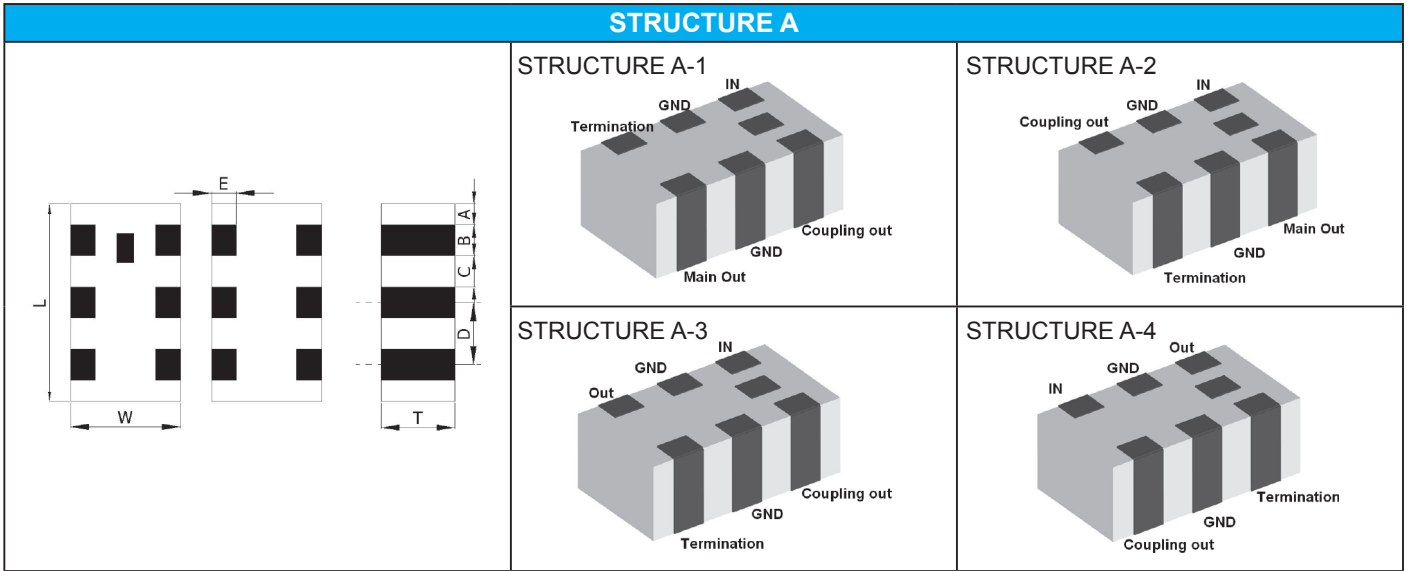 STRUCTURE A
E
L
W
T
A
B
C
D
STRUCTURE A-1
IN
GND
Termination
Coupling out
GND
Main Out
STRUCTURE A-2
IN
GND
Coupling out
Main Out
GND
Termination
STRUCTURE A-3
IN
GND
Out
Coupling out
GND
Termination
STRUCTURE A-4
Out
GND
IN
Termination
GND
Coupling out